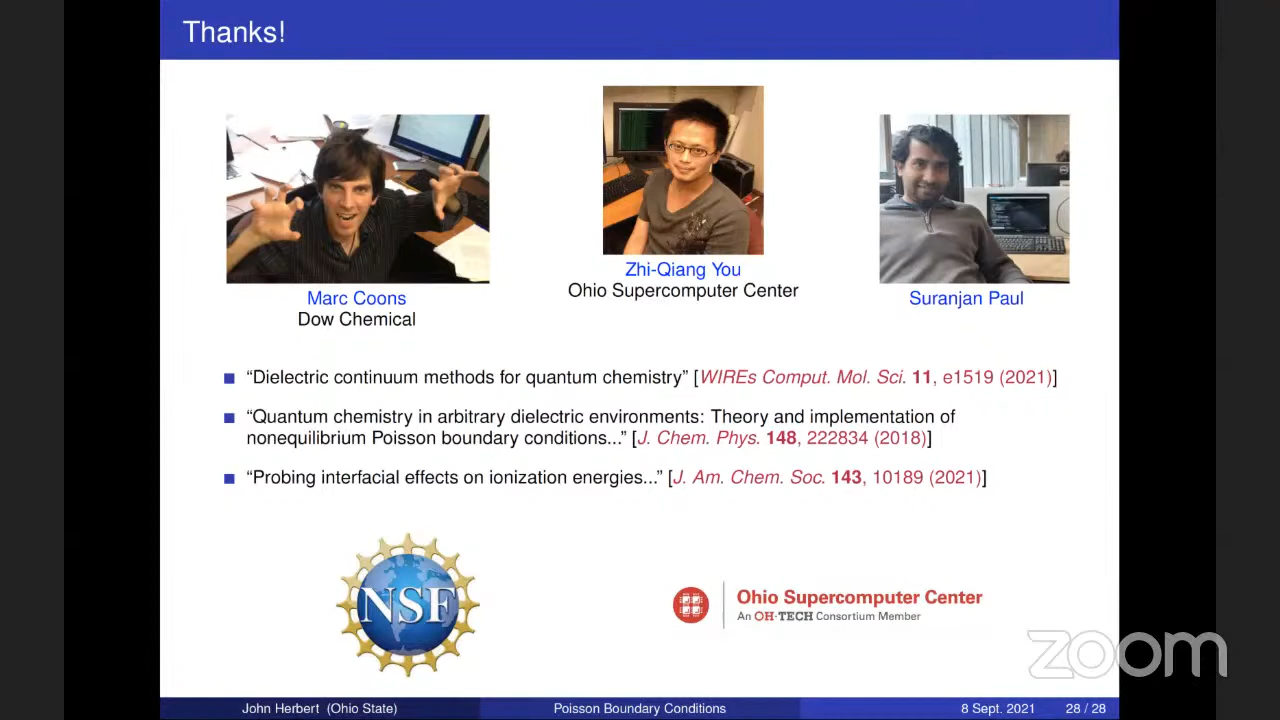 Thanks!
Marc Coons
Dow Chemical
Zhi-Qiang You
Ohio Supercomputer Center
Suranjan Paul
“Dielectric continuum methods for quantum chemistry” [WIREs Comput. Mol. Sci. 11, e1519 (2021)]
“Quantum chemistry in arbitrary dielectric environments: Theory and implementation of
nonequilibrium Poisson boundary conditions...” [J. Chem. Phys. 148, 222834 (2018)]
“Probing interfacial effects on ionization energies...” [J. Am. Chem. Soc. 143, 10189 (2021)]
NSF
Ohio Supercomputer Center
An OH·TECH Consortium Member
zoom
John Herbert (Ohio State) Poisson Boundary Conditions 8 Sept. 2021 28 / 28